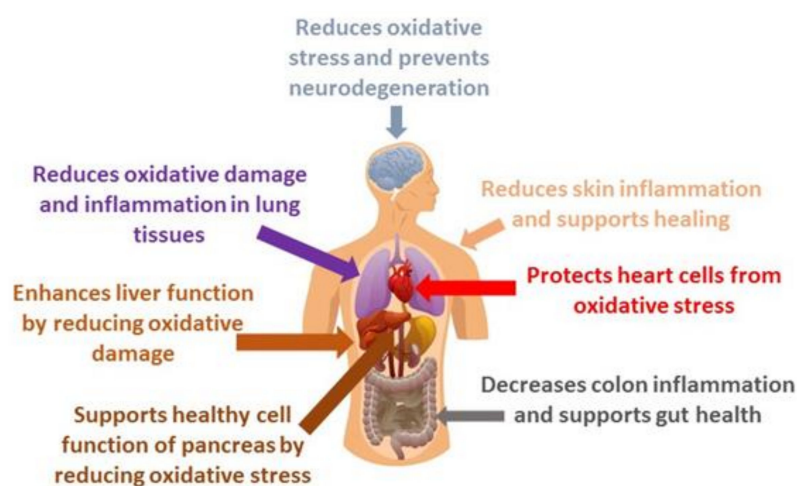 Reduces oxidative
stress and prevents
neurodegeneration
Reduces oxidative damage
and inflammation in lung
tissues
Reduces skin inflammation
and supports healing
Enhances liver function
by reducing oxidative
damage
Protects heart cells from
oxidative stress
Supports healthy cell
function of pancreas by
reducing oxidative stress
Decreases colon inflammation
and supports gut health